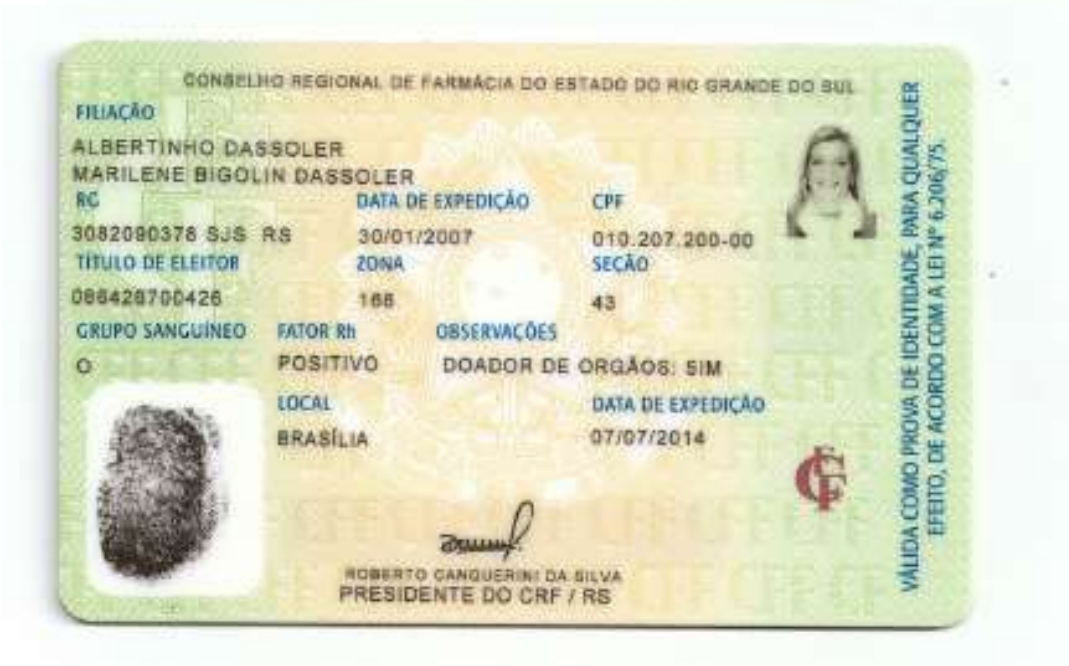 CONSELHO REGIONAL DE FARMÁCIA DO ESTADO DO RIO GRANDE DO SUL
FILIAÇÃO
ALBERTINHO DASSOLER
MARILENE BIGOLIN DASSOLER
RG DATA DE EXPEDIÇÃO CPF
3082090378 SJS RS 30/01/2007 010.207.200-00
TÍTULO DE ELEITOR ZONA SEÇÃO
086428700426 166 43
GRUPO SANGUÍNEO FATOR Rh OBSERVAÇÕES
O POSITIVO DOADOR DE ORGÃOS: SIM
LOCAL DATA DE EXPEDIÇÃO
BRASÍLIA 07/07/2014
ROBERTO CANQUERINI DA SILVA
PRESIDENTE DO CRF / RS
VÁLIDA COMO PROVA DE IDENTIDADE, PARA QUALQUER
EFEITO, DE ACORDO COM A LEI Nº 6.206/75.